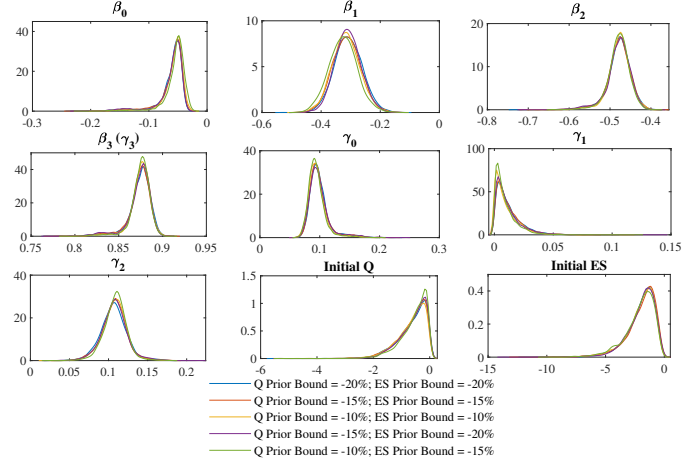 β0 β1 β2
40 10 20
20 5 10
0 0 0
-0.3 -0.2 -0.1 0 -0.6 -0.4 -0.2 0 -0.8 -0.7 -0.6 -0.5 -0.4
β3 (γ3) γ0 γ1
40 40 100
20 20 50
0 0 0
0.75 0.8 0.85 0.9 0.95 0 0.1 0.2 0.3 0 0.05 0.1 0.15
γ2 Initial Q Initial ES
40 1.5 0.4
20 1.0 0.2
0 0.5 0
0 0.05 0.1 0.15 0.2 0 -6 -5 -4 -3 -2 -1 0 -15 -10 -5 0
Q Prior Bound = -20%; ES Prior Bound = -20%
Q Prior Bound = -15%; ES Prior Bound = -15%
Q Prior Bound = -10%; ES Prior Bound = -10%
Q Prior Bound = -15%; ES Prior Bound = -20%
Q Prior Bound = -10%; ES Prior Bound = -15%